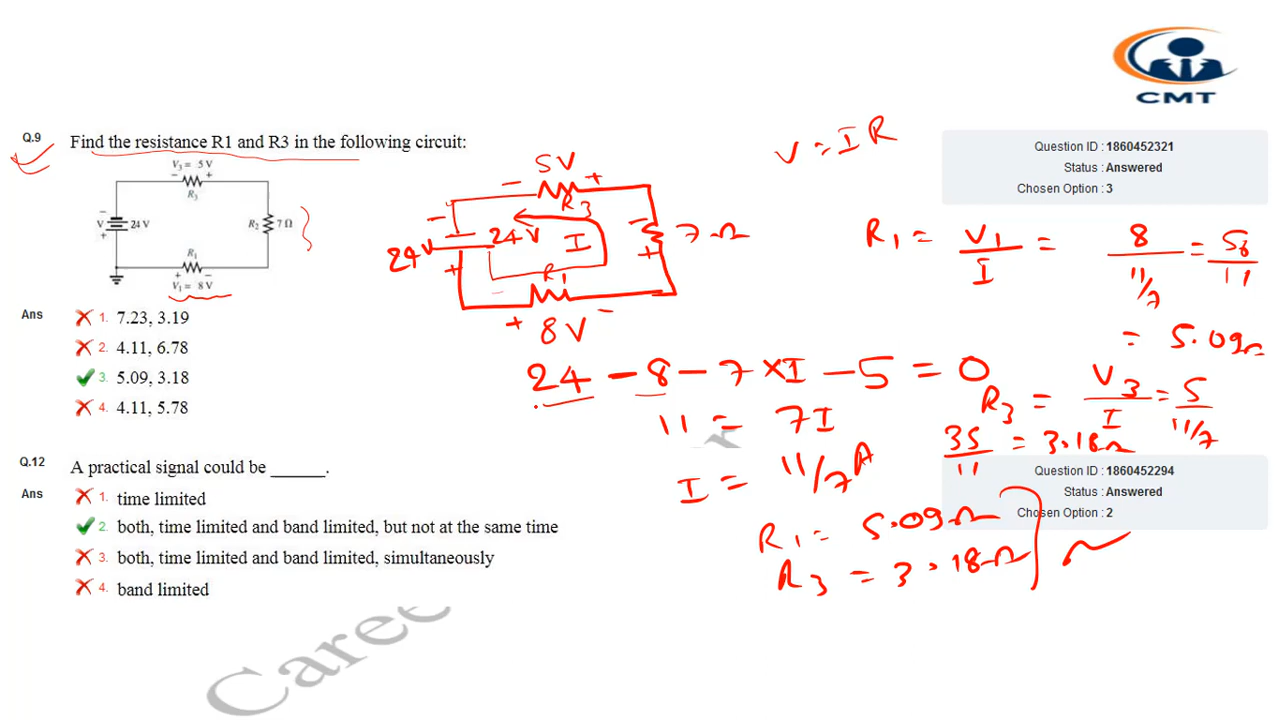 CMT
Q.9 Find the resistance R1 and R3 in the following circuit:
V3 = 5 V
− +
R3
V − 24 V +
R2 7 Ω
R1
+ −
V1 = 8 V
Ans
1. 7.23, 3.19
2. 4.11, 6.78
3. 5.09, 3.18
4. 4.11, 5.78
Q.12 A practical signal could be ______.
Ans
1. time limited
2. both, time limited and band limited, but not at the same time
3. both, time limited and band limited, simultaneously
4. band limited
5V
− +
R3
24V
24V
I
7Ω
R1
+ 8V −
V = IR
24 − 8 − 7 × I − 5 = 0
11 = 7I
I = 11/7 A
Question ID : 1860452321
Status : Answered
Chosen Option : 3
R1 = V1/I = 8/(11/7) = 56/11
= 5.09Ω
R3 = V3/I = 5/(11/7)
35/11 = 3.18Ω
Question ID : 1860452294
Status : Answered
Chosen Option : 2
R1 = 5.09Ω
R3 = 3.18Ω
Caree